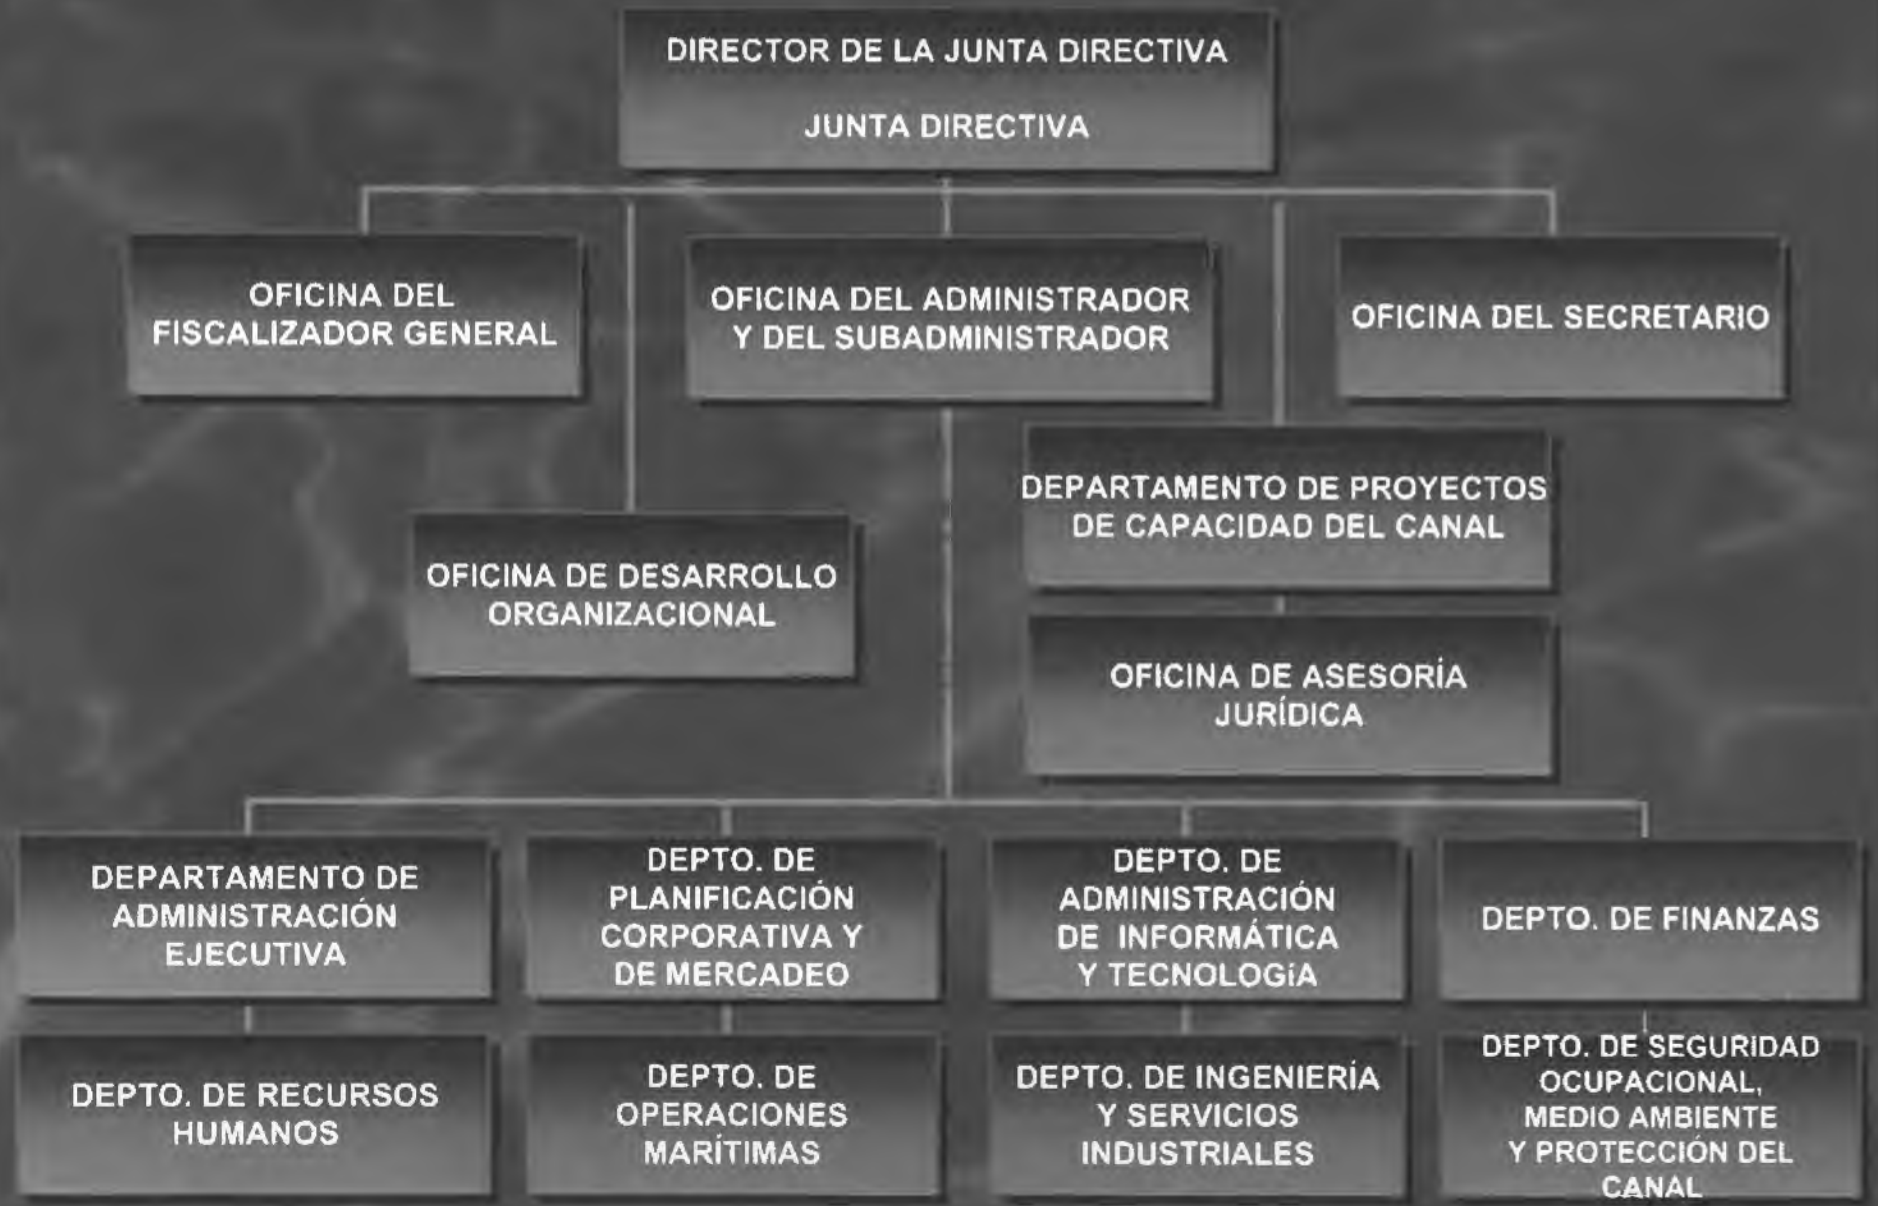 DIRECTOR DE LA JUNTA DIRECTIVA
JUNTA DIRECTIVA
OFICINA DEL
FISCALIZADOR GENERAL
OFICINA DEL ADMINISTRADOR
Y DEL SUBADMINISTRADOR
OFICINA DEL SECRETARIO
DEPARTAMENTO DE PROYECTOS
DE CAPACIDAD DEL CANAL
OFICINA DE DESARROLLO
ORGANIZACIONAL
OFICINA DE ASESORÍA
JURÍDICA
DEPARTAMENTO DE
ADMINISTRACIÓN
EJECUTIVA
DEPTO. DE
PLANIFICACIÓN
CORPORATIVA Y
DE MERCADEO
DEPTO. DE
ADMINISTRACIÓN
DE INFORMÁTICA
Y TECNOLOGíA
DEPTO. DE FINANZAS
DEPTO. DE RECURSOS
HUMANOS
DEPTO. DE
OPERACIONES
MARÍTIMAS
DEPTO. DE INGENIERÍA
Y SERVICIOS
INDUSTRIALES
DEPTO. DE SEGURIDAD
OCUPACIONAL,
MEDIO AMBIENTE
Y PROTECCIÓN DEL
CANAL